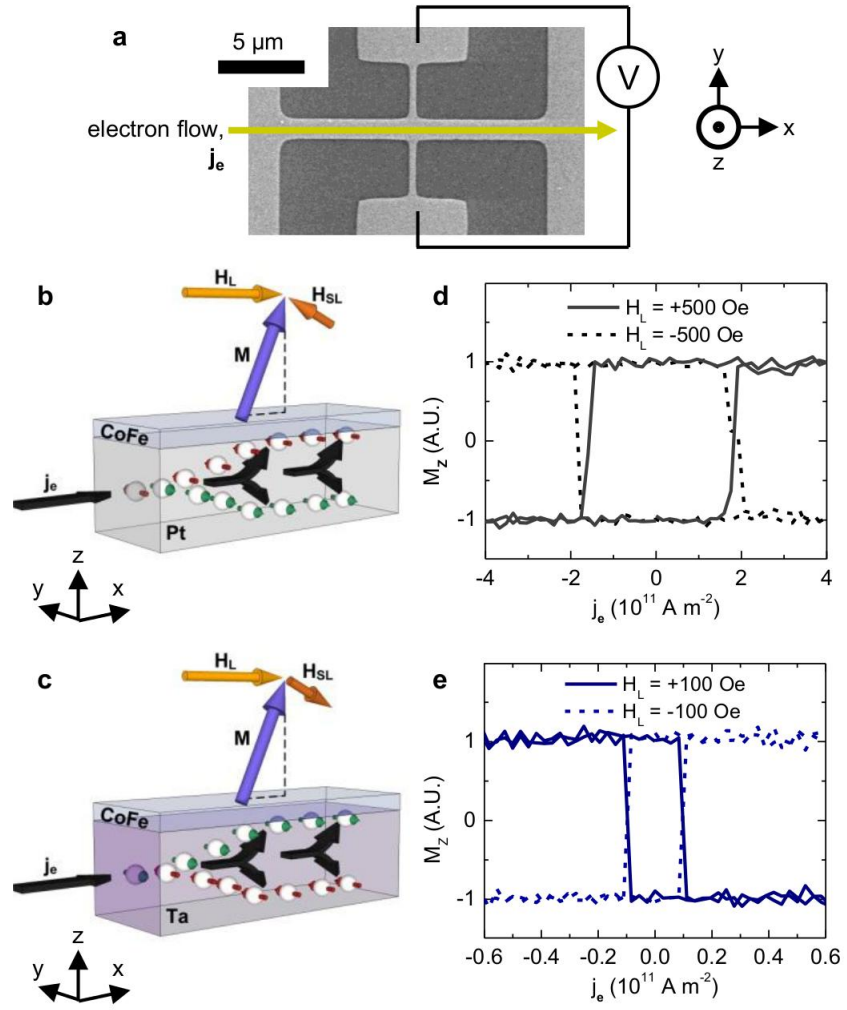 a
5 µm
electron flow,
j_e
V
y
x
z
b
H_L
H_SL
M
CoFe
j_e
Pt
z
y
x
d
H_L = +500 Oe
H_L = -500 Oe
1
0
-1
M_Z (A.U.)
-4 -2 0 2 4
j_e (10^11 A m^-2)
c
H_L
H_SL
M
CoFe
j_e
Ta
z
y
x
e
H_L = +100 Oe
H_L = -100 Oe
1
0
-1
M_Z (A.U.)
-0.6 -0.4 -0.2 0.0 0.2 0.4 0.6
j_e (10^11 A m^-2)